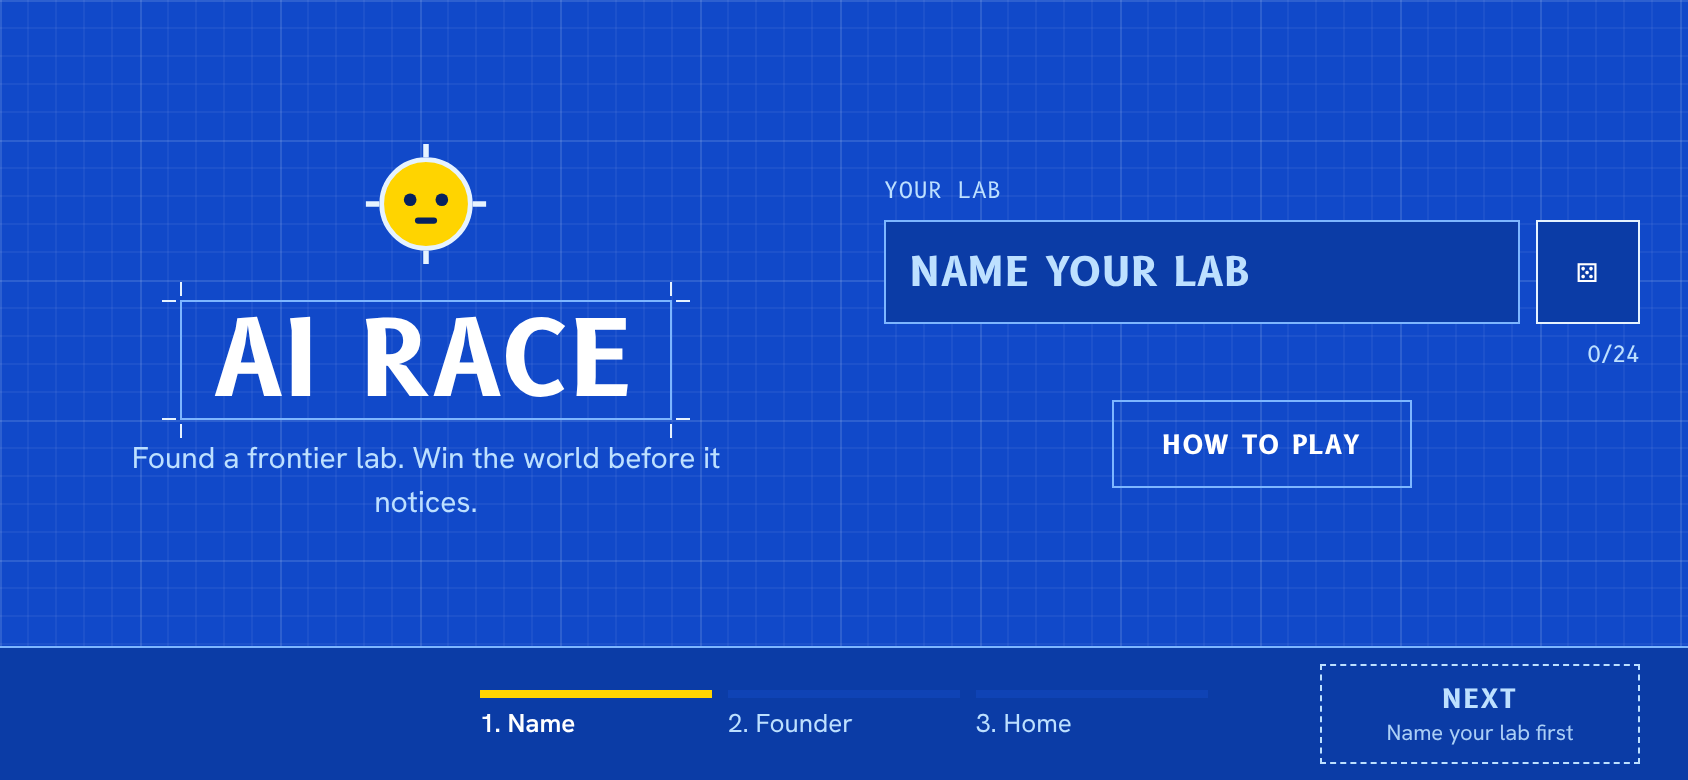 AI RACE
Found a frontier lab. Win the world before it
notices.
YOUR LAB
NAME YOUR LAB
0/24
HOW TO PLAY
1. Name
2. Founder
3. Home
NEXT
Name your lab first